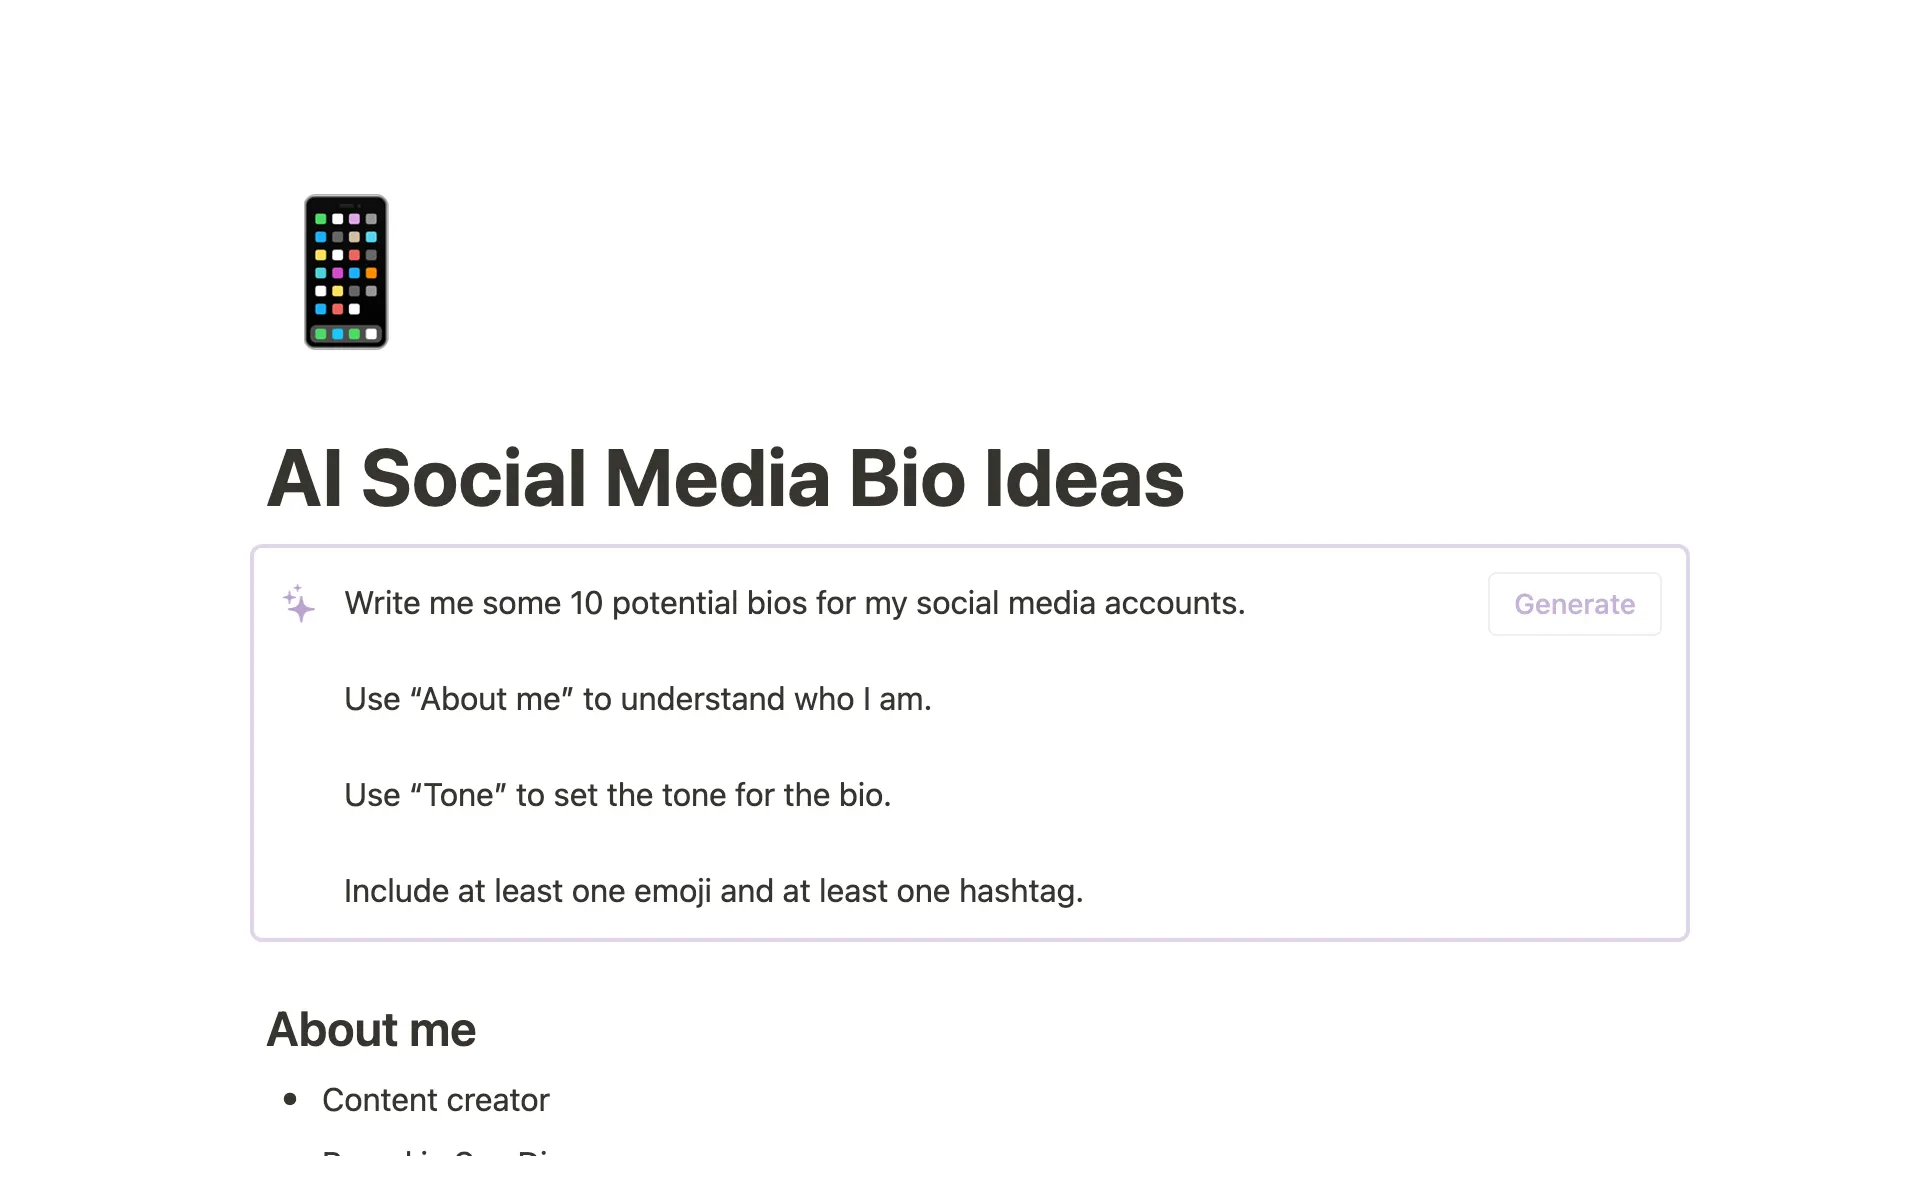 AI Social Media Bio Ideas
Write me some 10 potential bios for my social media accounts.
Generate
Use “About me” to understand who I am.
Use “Tone” to set the tone for the bio.
Include at least one emoji and at least one hashtag.
About me
• Content creator